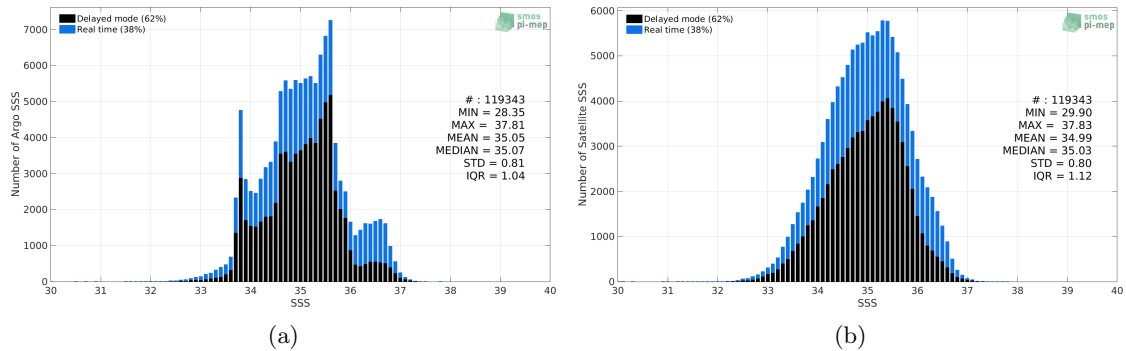 Delayed mode (62%)
Real time (38%)
smos
pi-mep
7000
6000
5000
4000
3000
2000
1000
0
Number of Argo SSS
# : 119343
MIN = 28.35
MAX = 37.81
MEAN = 35.05
MEDIAN = 35.07
STD = 0.81
IQR = 1.04
30 31 32 33 34 35 36 37 38 39 40
SSS
(a)
Delayed mode (62%)
Real time (38%)
smos
pi-mep
6000
5000
4000
3000
2000
1000
0
Number of Satellite SSS
# : 119343
MIN = 29.90
MAX = 37.83
MEAN = 34.99
MEDIAN = 35.03
STD = 0.80
IQR = 1.12
30 31 32 33 34 35 36 37 38 39 40
SSS
(b)